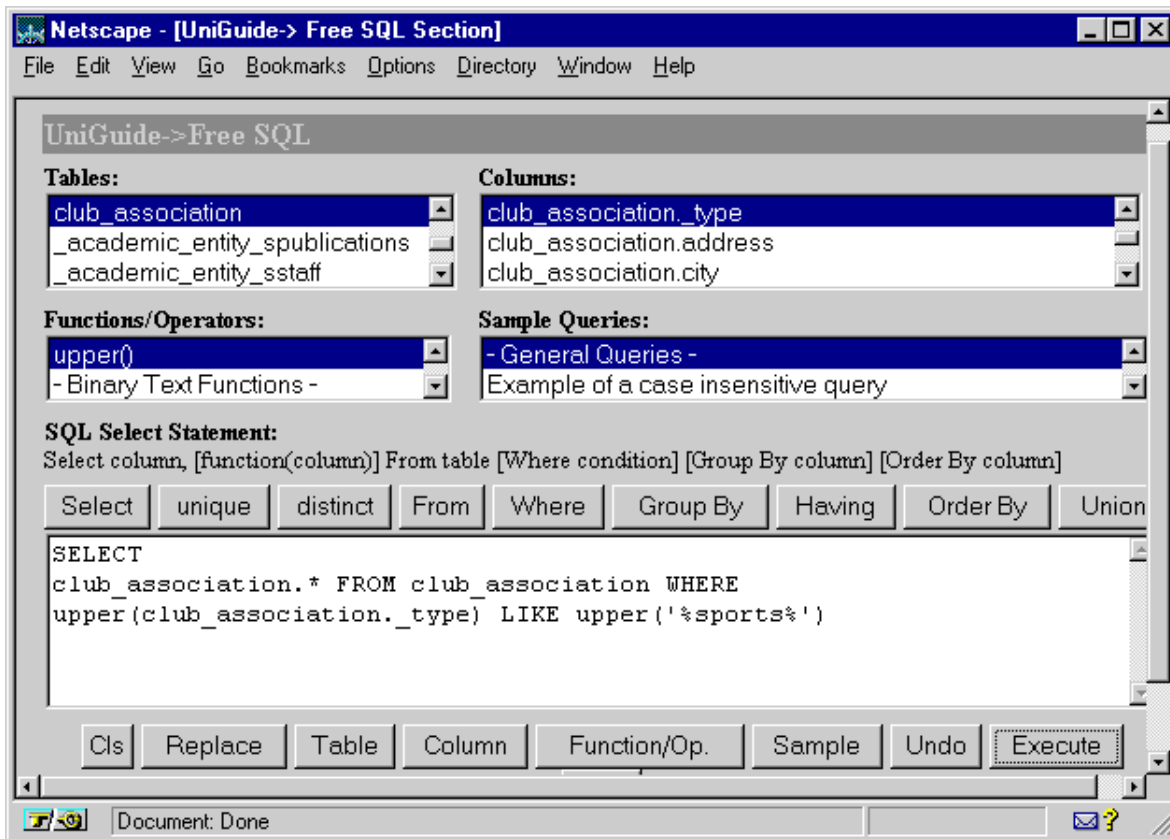 Netscape - [UniGuide-> Free SQL Section]
File Edit View Go Bookmarks Options Directory Window Help
UniGuide->Free SQL
Tables: Columns:
club_association club_association._type
_academic_entity_spublications club_association.address
_academic_entity_sstaff club_association.city
Functions/Operators: Sample Queries:
upper() - General Queries -
- Binary Text Functions - Example of a case insensitive query
SQL Select Statement:
Select column, [function(column)] From table [Where condition] [Group By column] [Order By column]
Select unique distinct From Where Group By Having Order By Union
SELECT
club_association.* FROM club_association WHERE
upper(club_association._type) LIKE upper('%sports%')
Cls Replace Table Column Function/Op. Sample Undo Execute
Document: Done